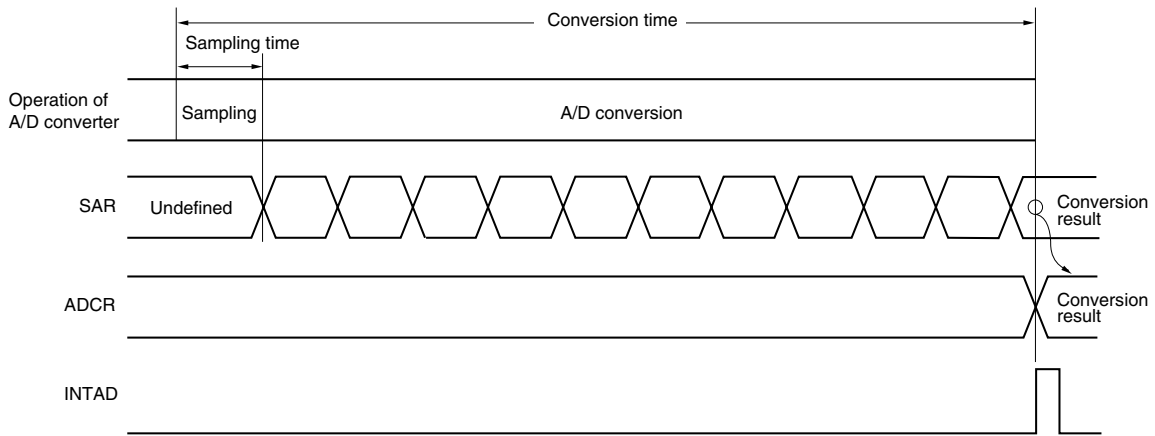 Conversion time
Sampling time
Operation of
A/D converter
Sampling
A/D conversion
SAR
Undefined
Conversion
result
ADCR
Conversion
result
INTAD